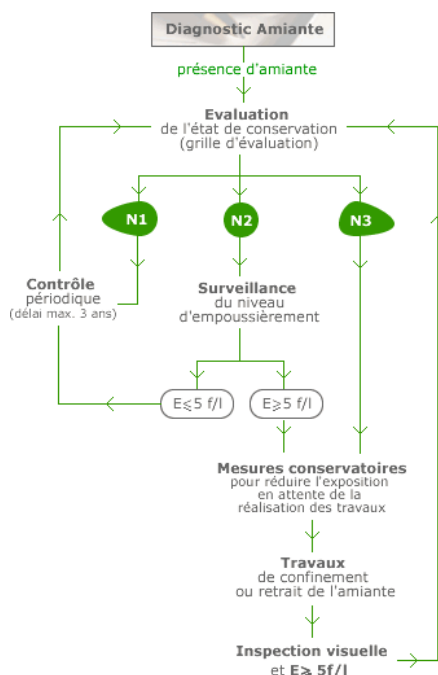 Diagnostic Amiante
présence d'amiante
Evaluation
de l'état de conservation
(grille d'évaluation)
N1
N2
N3
Contrôle
périodique
(délai max. 3 ans)
Surveillance
du niveau
d'empoussièrement
E⩽5 f/l
E⩾5 f/l
Mesures conservatoires
pour réduire l'exposition
en attente de la
réalisation des travaux
Travaux
de confinement
ou retrait de l'amiante
Inspection visuelle
et E⩾ 5f/l